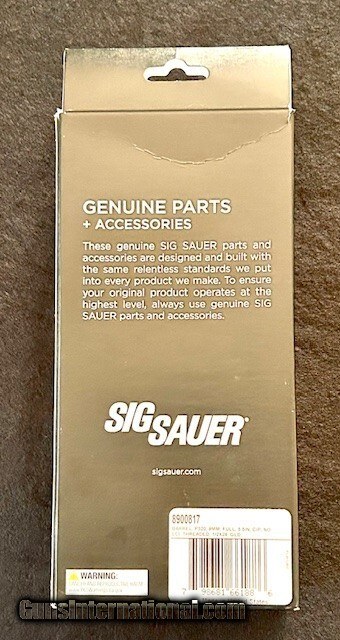 GENUINE PARTS
+ ACCESSORIES
These genuine SIG SAUER parts and
accessories are designed and built with
the same relentless standards we put
into every product we make. To ensure
your original product operates at the
highest level, always use genuine SIG
SAUER parts and accessories.
SIG SAUER®
sigsauer.com
8900817
WARNING:
GunsInternational.com